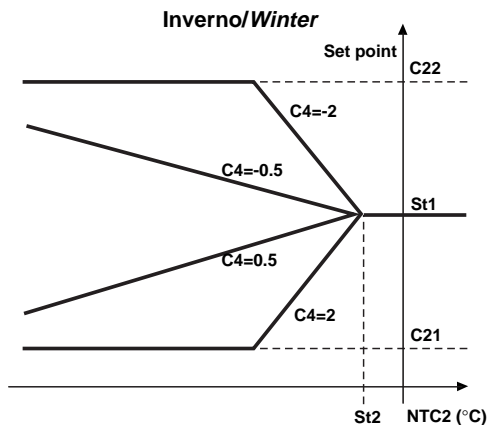 Inverno/Winter
Set point
C22
C4=-2
C4=-0.5
St1
C4=0.5
C4=2
C21
St2
NTC2 (°C)